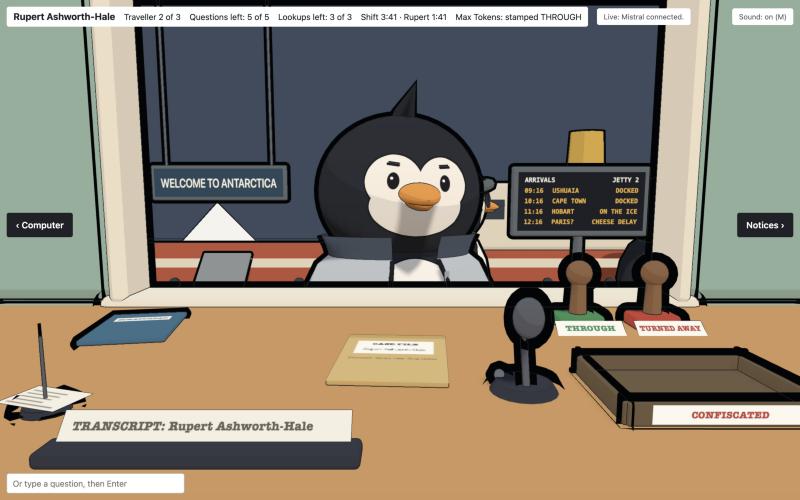 Rupert Ashworth-Hale Traveller 2 of 3 Questions left: 5 of 5 Lookups left: 3 of 3 Shift 3:41 · Rupert 1:41 Max Tokens: stamped THROUGH
Live: Mistral connected.
Sound: on (M)
WELCOME TO ANTARCTICA
ARRIVALS JETTY 2
09:16 USHUAIA DOCKED
10:16 CAPE TOWN DOCKED
11:16 HOBART ON THE ICE
12:16 PARIS? CHEESE DELAY
‹ Computer
Notices ›
THROUGH
TURNED AWAY
CASE FILE
CONFISCATED
TRANSCRIPT: Rupert Ashworth-Hale
Or type a question, then Enter